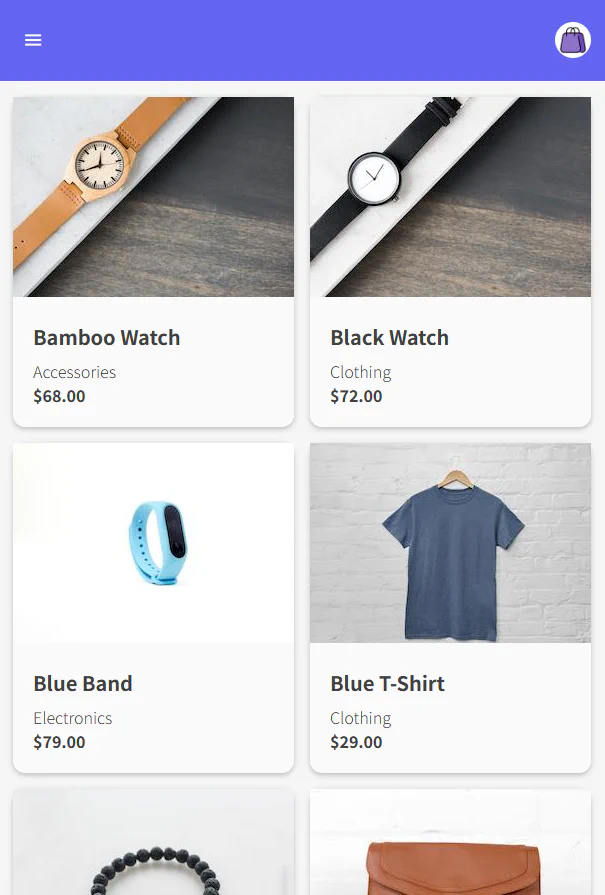 Bamboo Watch
Accessories
$68.00
Black Watch
Clothing
$72.00
Blue Band
Electronics
$79.00
Blue T-Shirt
Clothing
$29.00